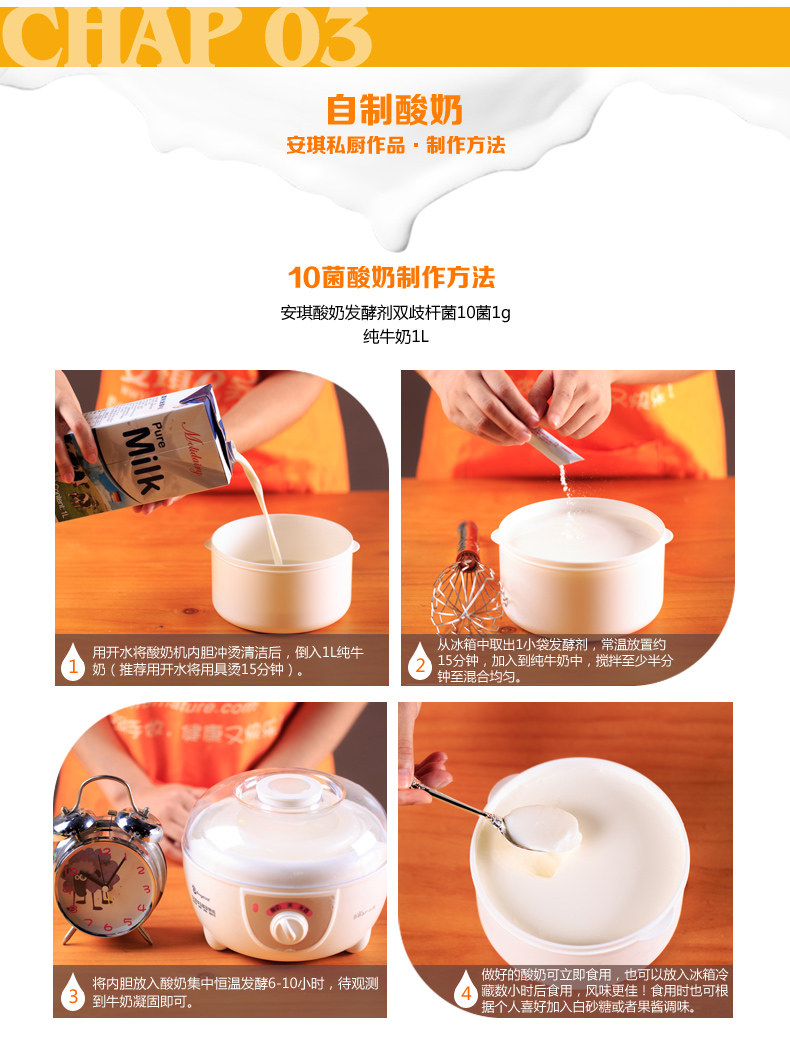 CHAP 03
自制酸奶
安琪私厨作品·制作方法
10菌酸奶制作方法
安琪酸奶发酵剂双歧杆菌10菌1g
纯牛奶1L
Pure
Milk
1
用开水将酸奶机内胆冲烫清洁后，倒入1L纯牛
奶（推荐用开水将用具烫15分钟）。
2
从冰箱中取出1小袋发酵剂，常温放置约
15分钟，加入到纯牛奶中，搅拌至少半分
钟至混合均匀。
3
将内胆放入酸奶集中恒温发酵6-10小时，待观测
到牛奶凝固即可。
4
做好的酸奶可立即食用，也可以放入冰箱冷
藏数小时后食用，风味更佳！食用时也可根
据个人喜好加入白砂糖或者果酱调味。